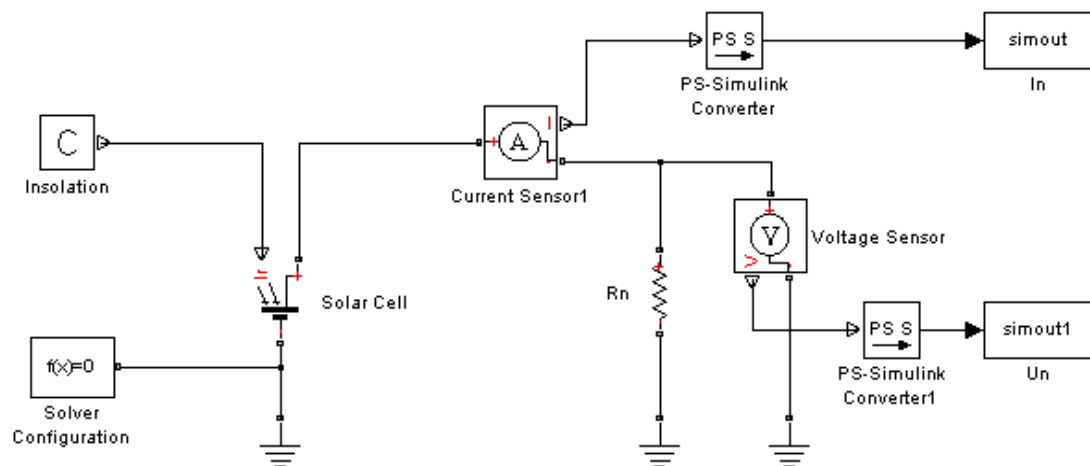 PS S
PS-Simulink
Converter
simout
In
C
Insolation
+
A
I
-
Current Sensor1
+
V
V
-
Voltage Sensor
Ir
+
-
Solar Cell
+
Rn
-
f(x)=0
Solver
Configuration
PS S
PS-Simulink
Converter1
simout1
Un